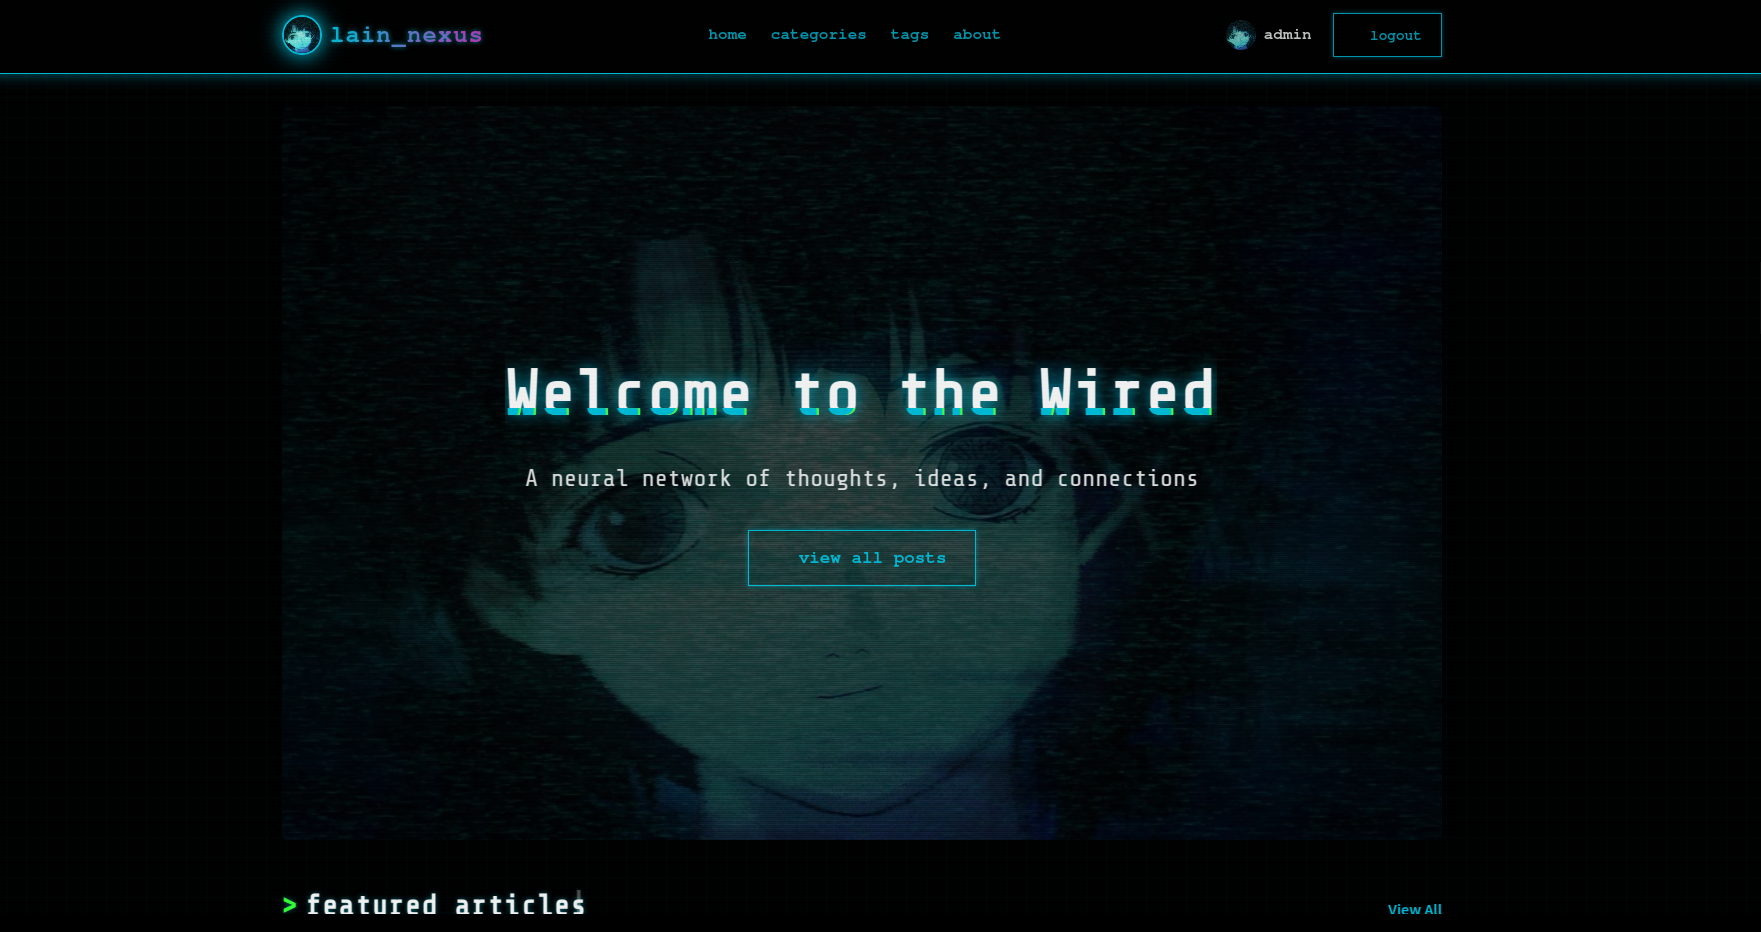 lain_nexus
home categories tags about
admin
logout
Welcome to the Wired
A neural network of thoughts, ideas, and connections
view all posts
> featured articles
View All